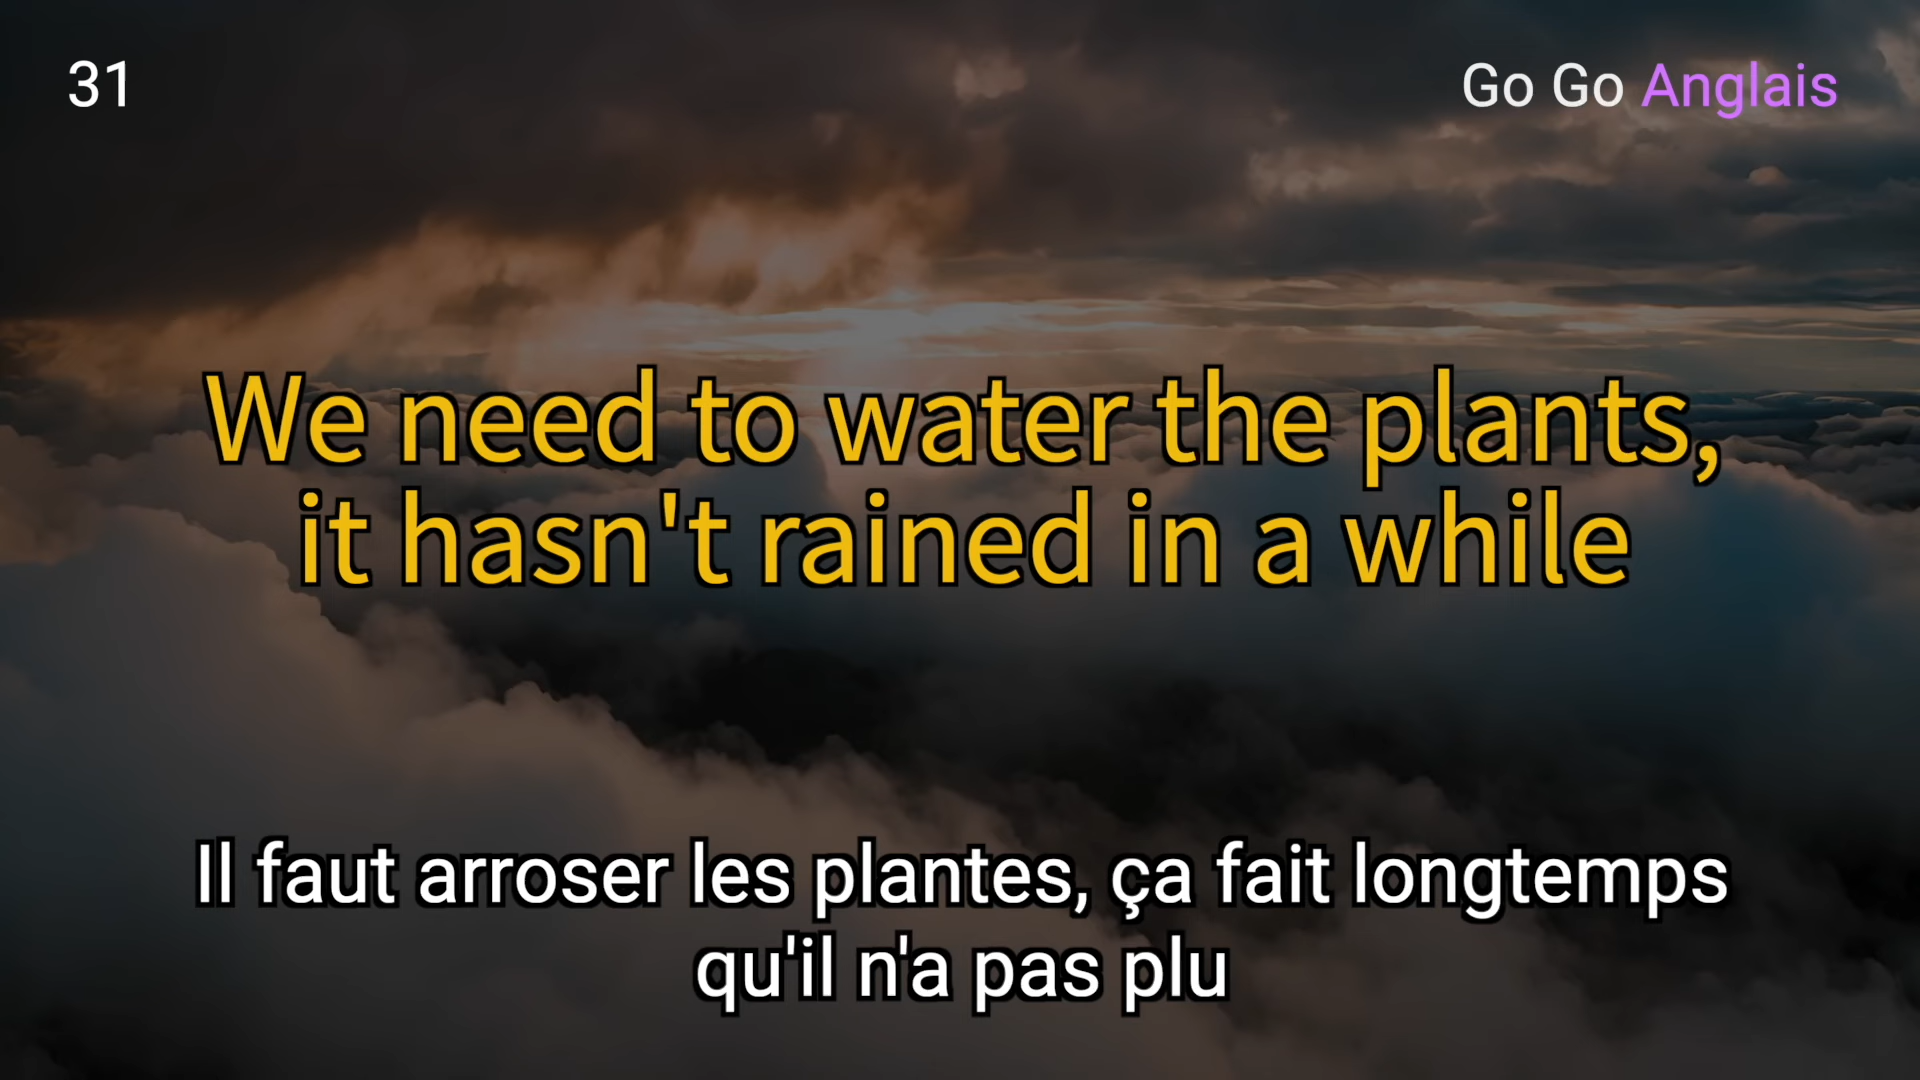 31
Go Go Anglais
We need to water the plants,
it hasn't rained in a while
Il faut arroser les plantes, ça fait longtemps
qu'il n'a pas plu